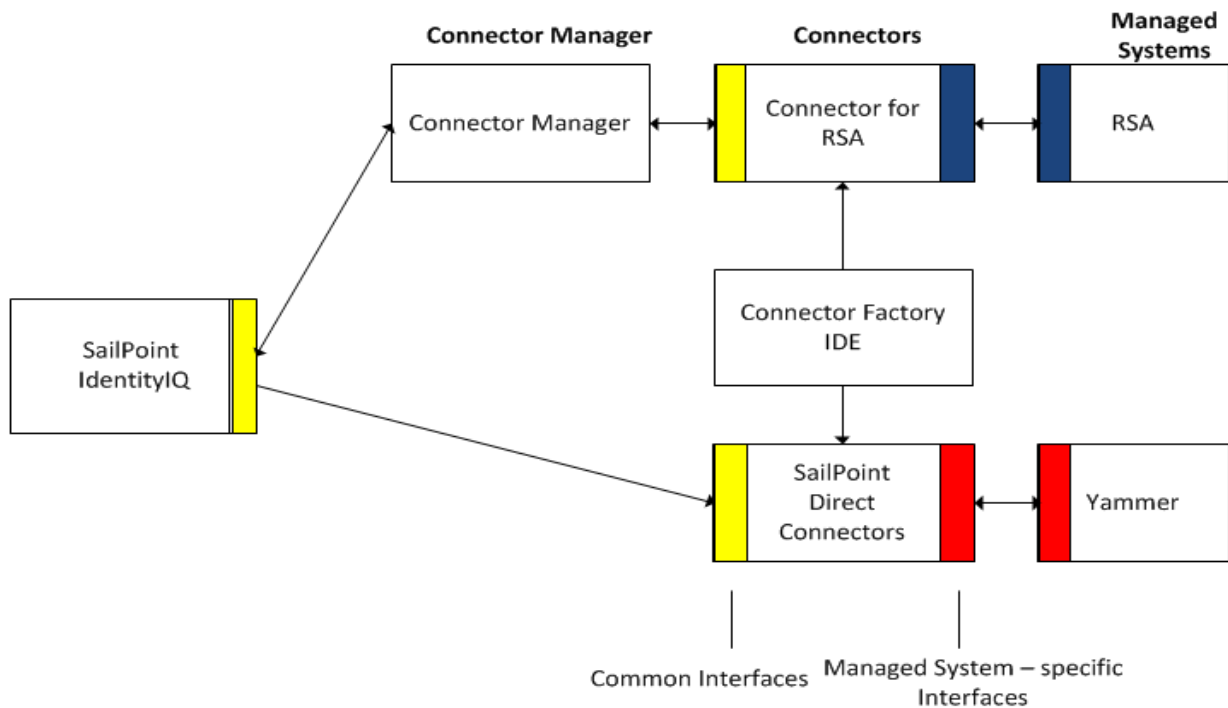 Connector Manager
Connectors
Managed
Systems
Connector Manager
Connector for
RSA
RSA
Connector Factory
IDE
SailPoint
IdentityIQ
SailPoint
Direct
Connectors
Yammer
Common Interfaces
Managed System – specific
Interfaces